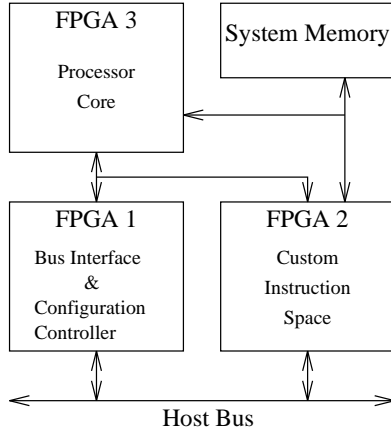 FPGA 3
Processor
Core
System Memory
FPGA 1
Bus Interface
&
Configuration
Controller
FPGA 2
Custom
Instruction
Space
Host Bus